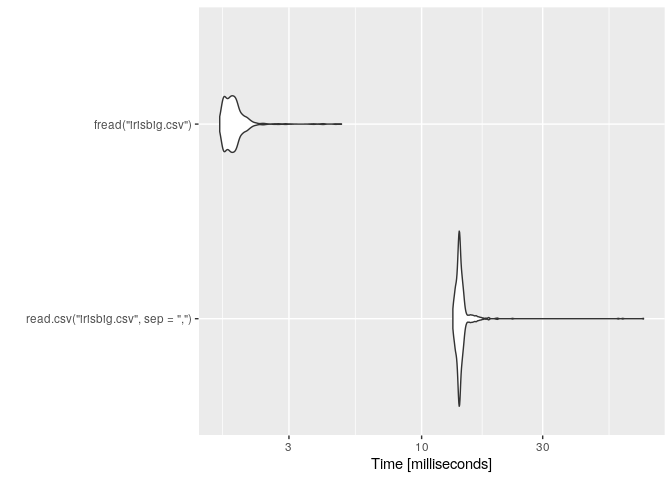 fread("irisbig.csv")
read.csv("irisbig.csv", sep = ",")
3 10 30
Time [milliseconds]